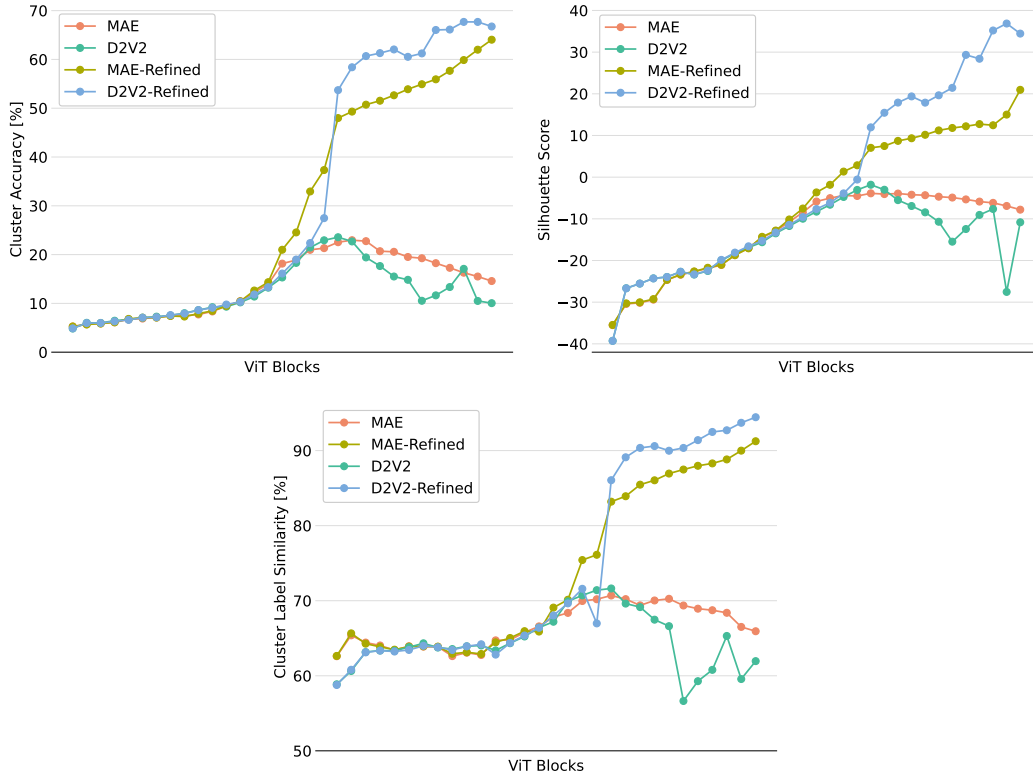 70
60
50
40
30
20
10
0
Cluster Accuracy [%]
MAE
D2V2
MAE-Refined
D2V2-Refined
ViT Blocks
40
30
20
10
0
−10
−20
−30
−40
Silhouette Score
MAE
D2V2
MAE-Refined
D2V2-Refined
ViT Blocks
90
80
70
60
50
Cluster Label Similarity [%]
MAE
MAE-Refined
D2V2
D2V2-Refined
ViT Blocks